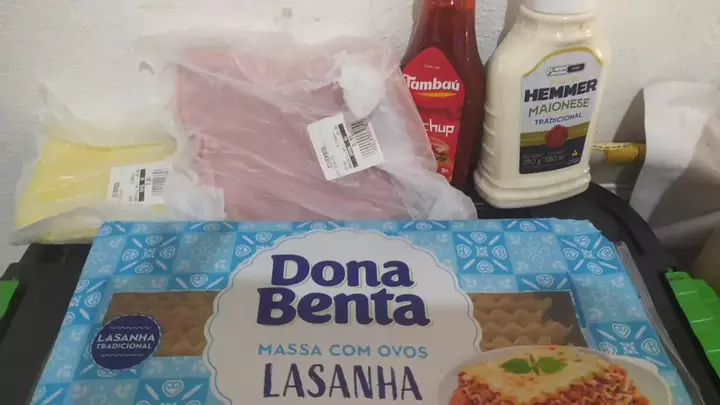 Tambaú
chup
HEMMER
MAIONESE
TRADICIONAL
Dona
Benta
LASANHA
TRADICIONAL
MASSA COM OVOS
LASANHA